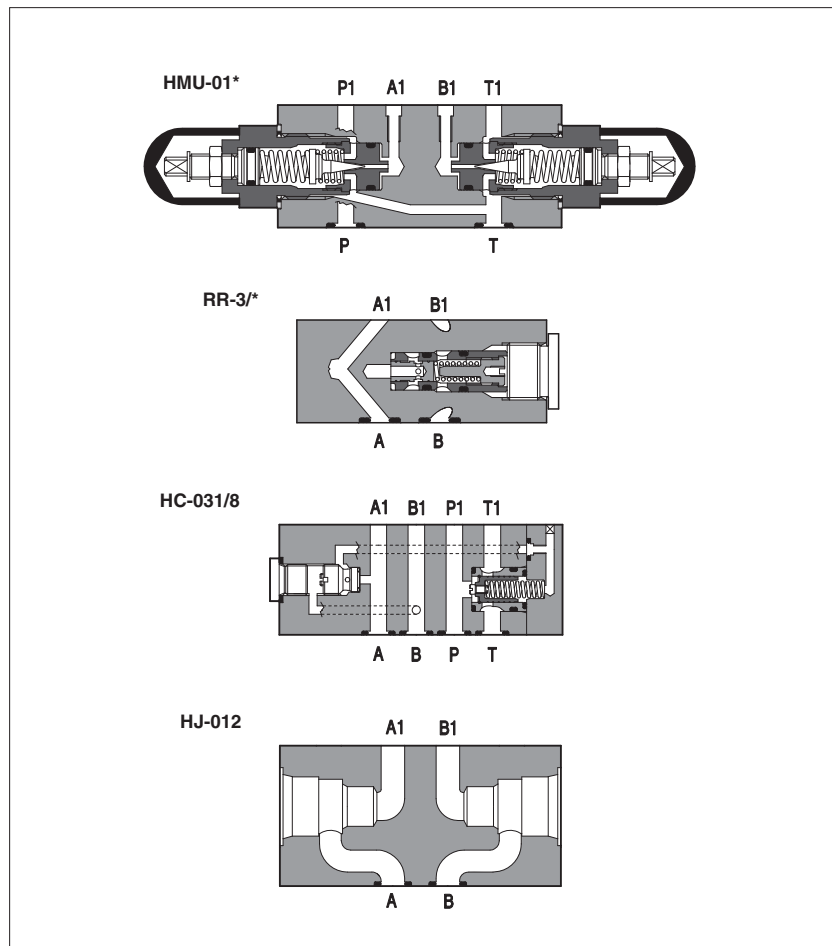 HMU-01*
P1 A1 B1 T1
P T
RR-3/*
A1 B1
A B
HC-031/8
A1 B1 P1 T1
A B P T
HJ-012
A1 B1
A B